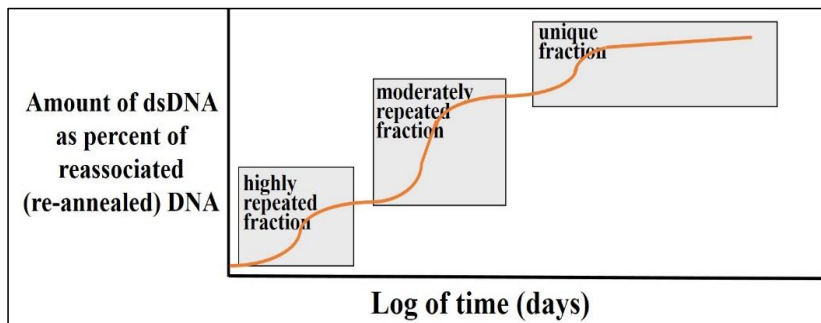 Amount of dsDNA
as percent of
reassociated
(re-annealed) DNA
highly
repeated
fraction
moderately
repeated
fraction
unique
fraction
Log of time (days)